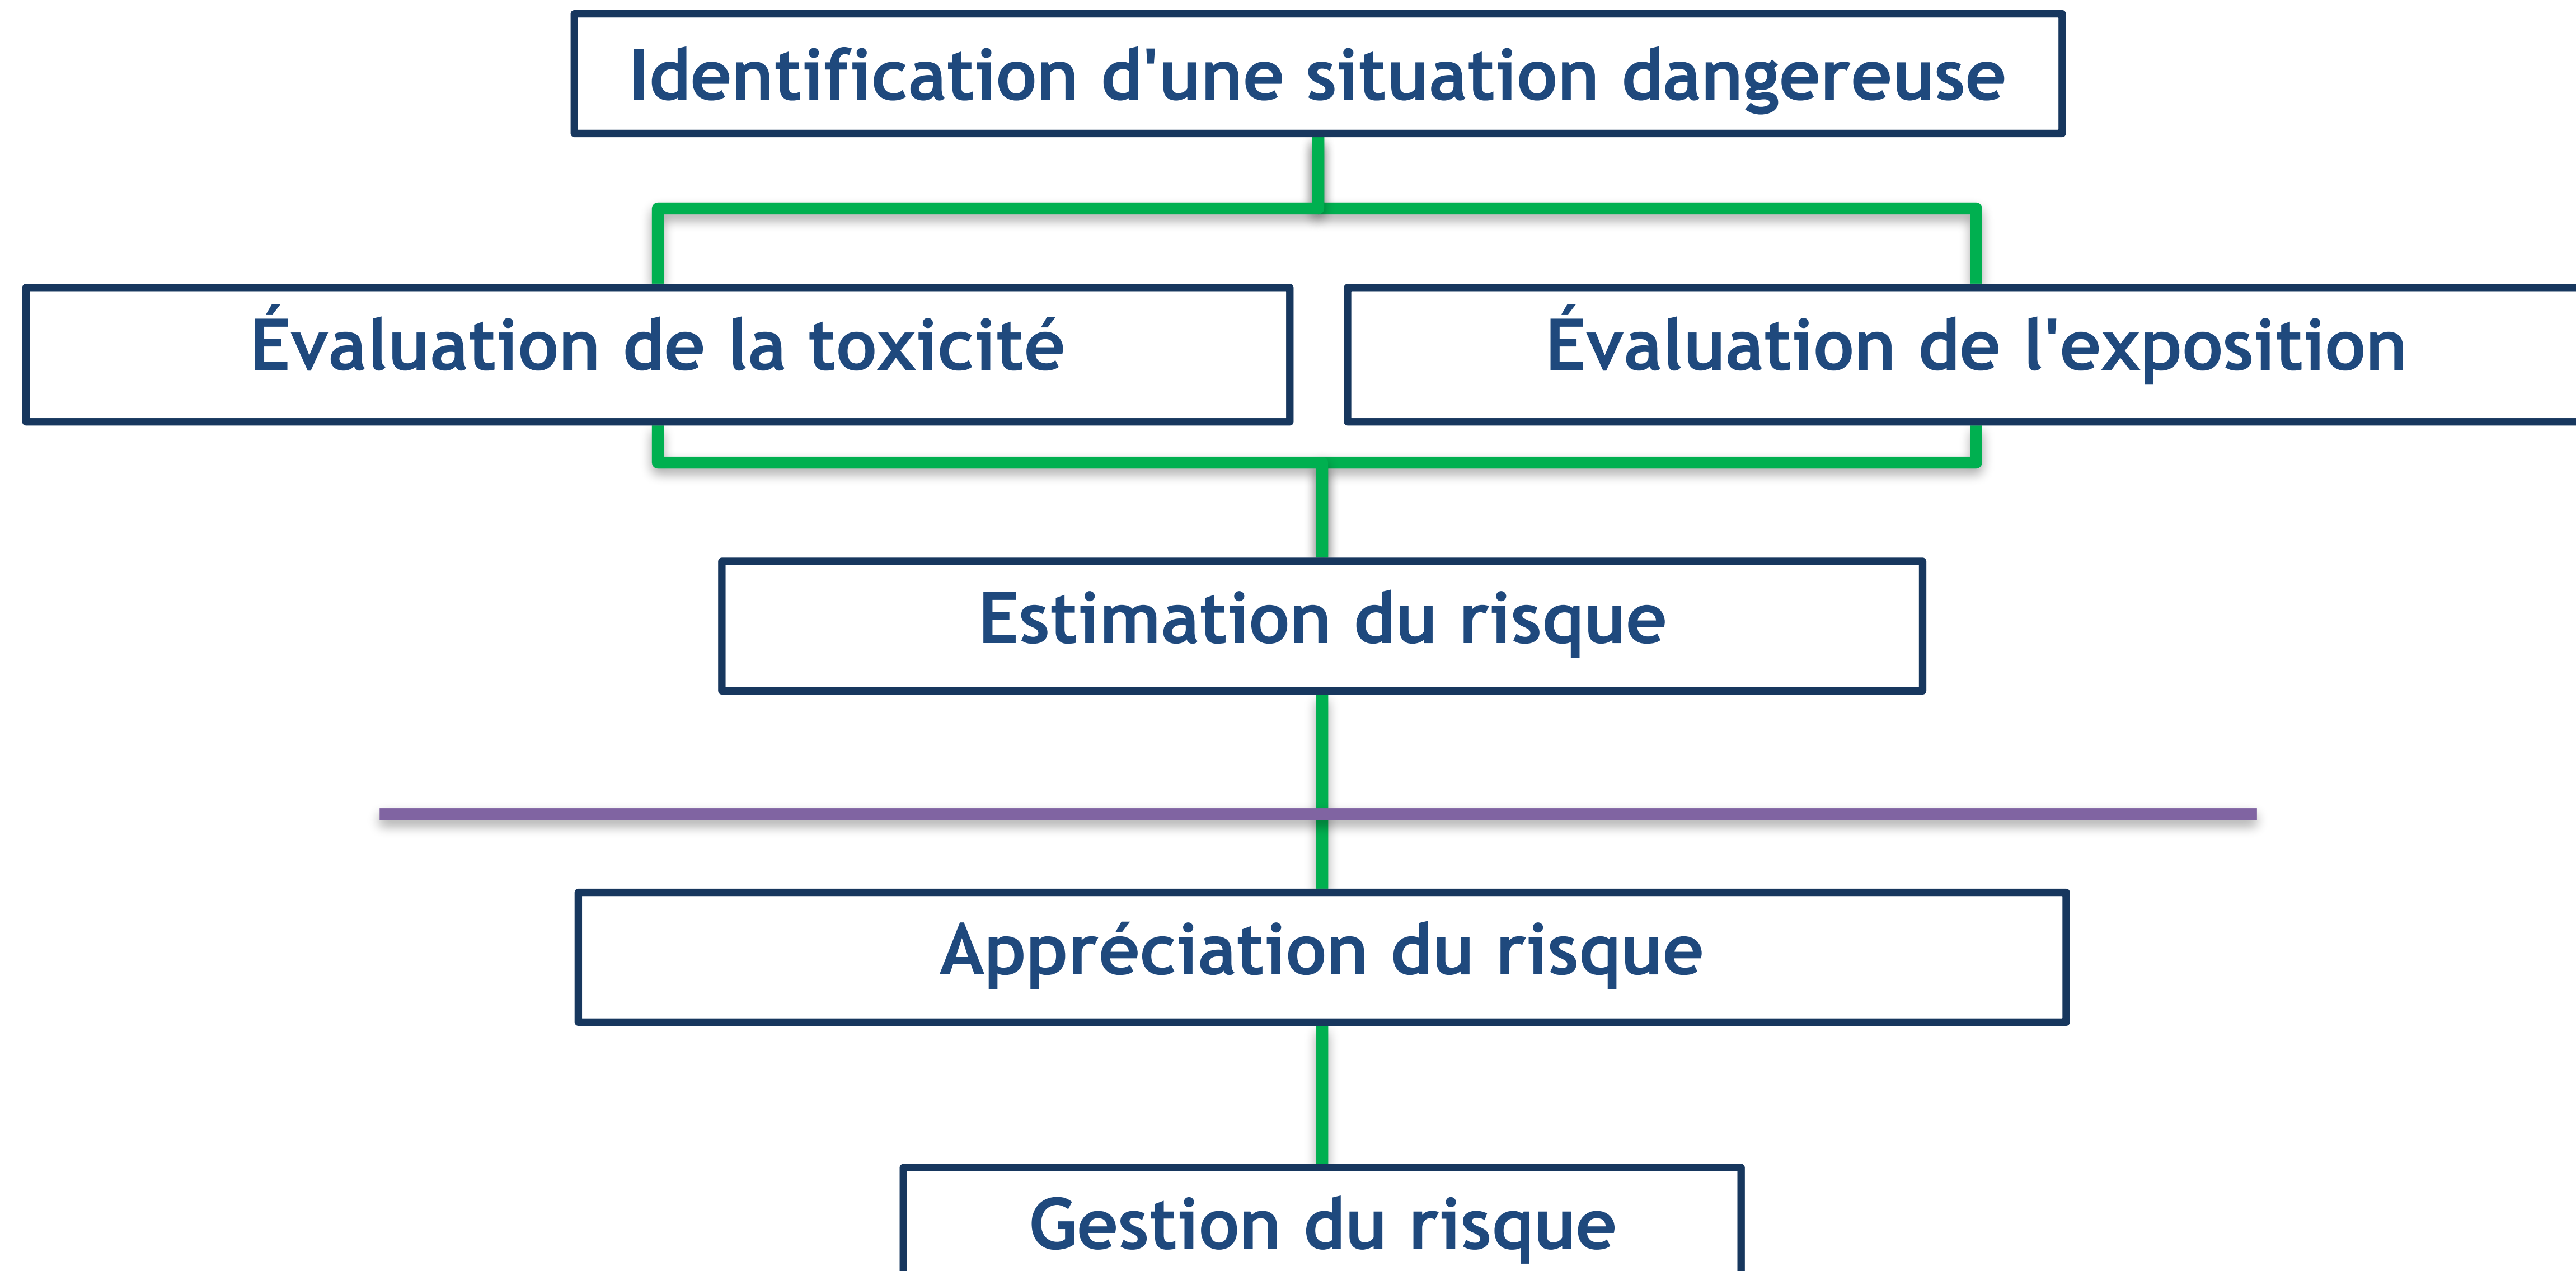 Identification d'une situation dangereuse
Évaluation de la toxicité
Évaluation de l'exposition
Estimation du risque
Appréciation du risque
Gestion du risque